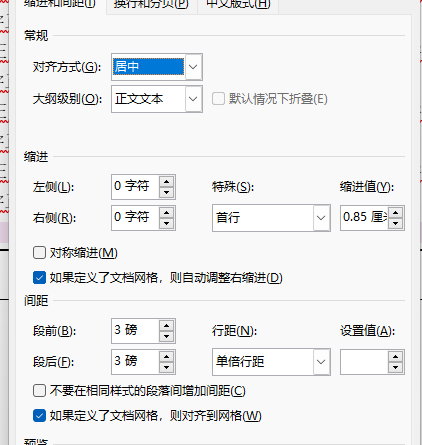 缩进和间距(I) 换行和分页(P) 中文版式(H)
常规
对齐方式(G): 居中
大纲级别(O): 正文文本 默认情况下折叠(E)
缩进
左侧(L): 0 字符 特殊(S): 缩进值(Y):
右侧(R): 0 字符 首行 0.85 厘米
对称缩进(M)
如果定义了文档网格，则自动调整右缩进(D)
间距
段前(B): 3 磅 行距(N): 设置值(A):
段后(F): 3 磅 单倍行距
不要在相同样式的段落间增加间距(C)
如果定义了文档网格，则对齐到网格(W)
预览